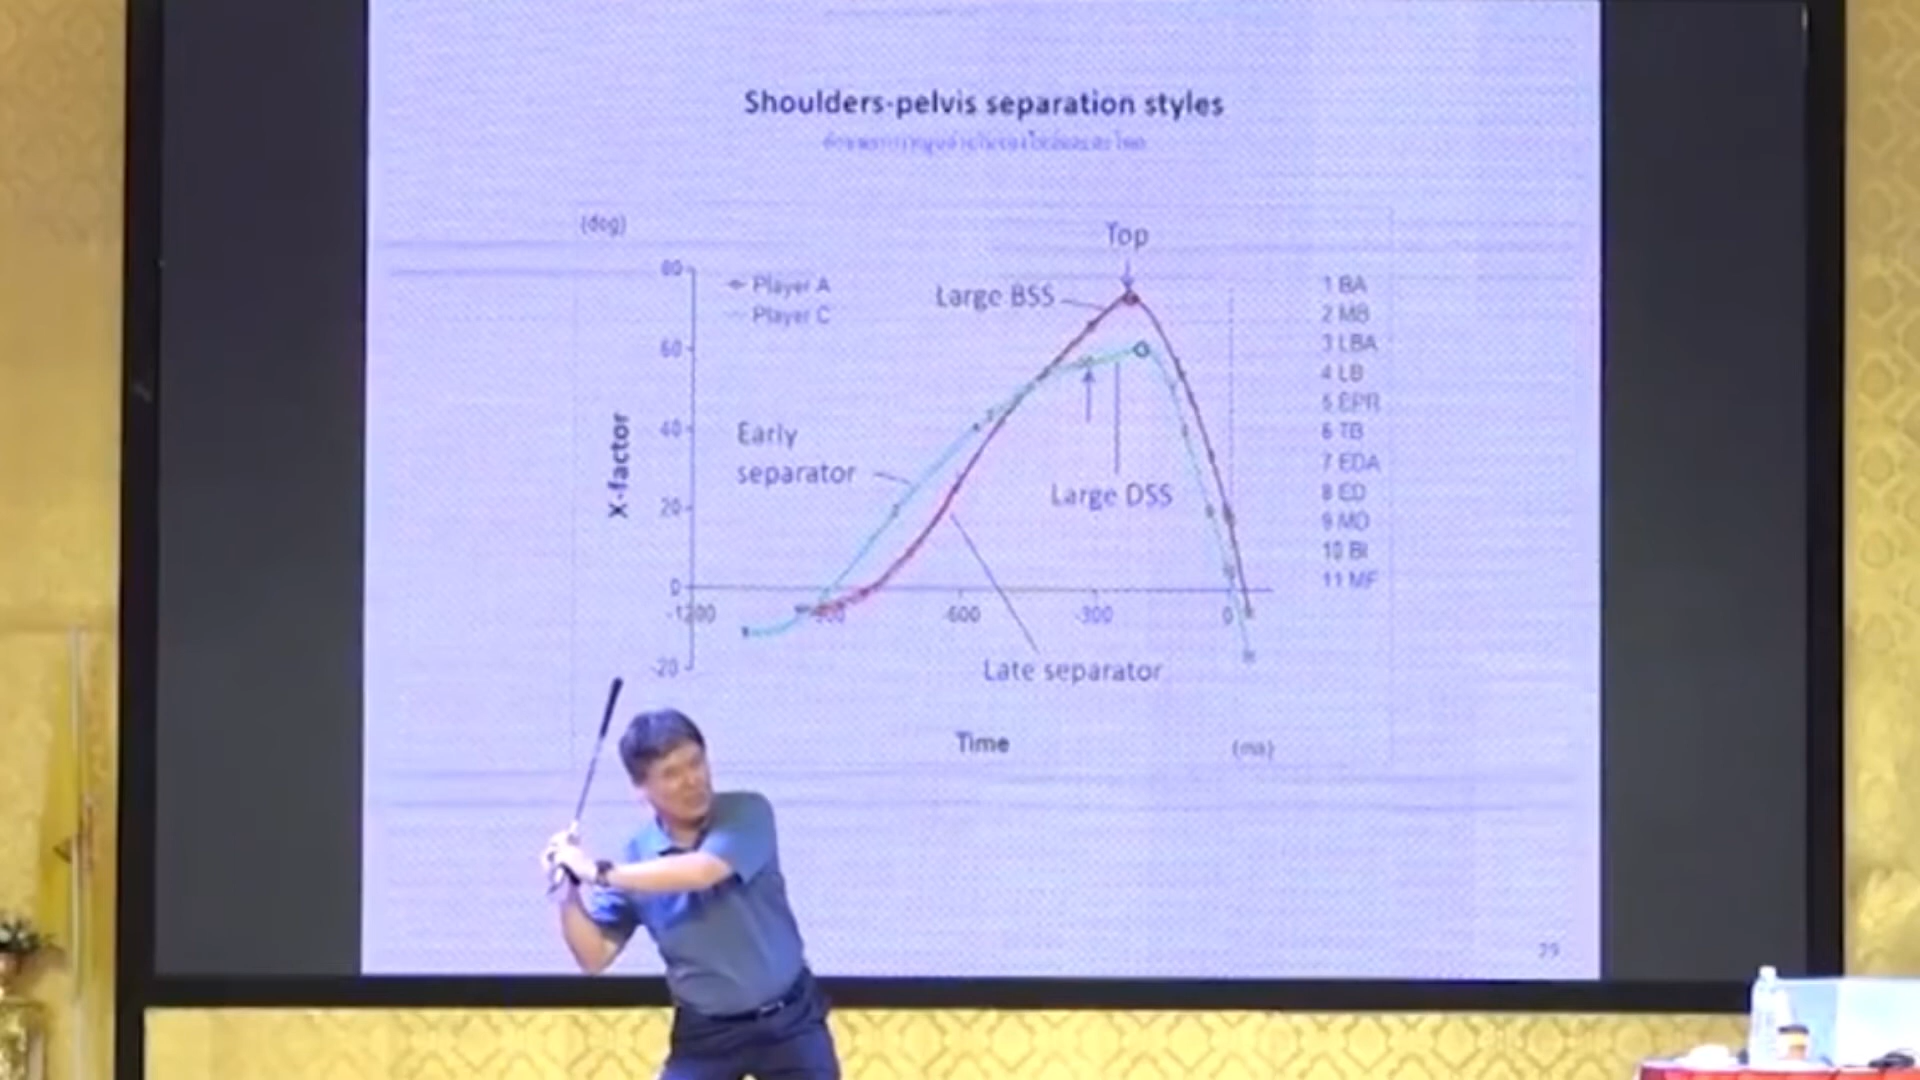 Shoulders-pelvis separation styles
(deg)
Top
80
Player A
Player C
Large BSS
60
X-factor
40
Early
separator
Large DSS
20
0
-1200
-900
-600
-300
0
-20
Late separator
Time
(ms)
1 BA
2 MB
3 LBA
4 LB
5 EPR
6 TB
7 EDA
8 ED
9 MD
10 BI
11 MF
29